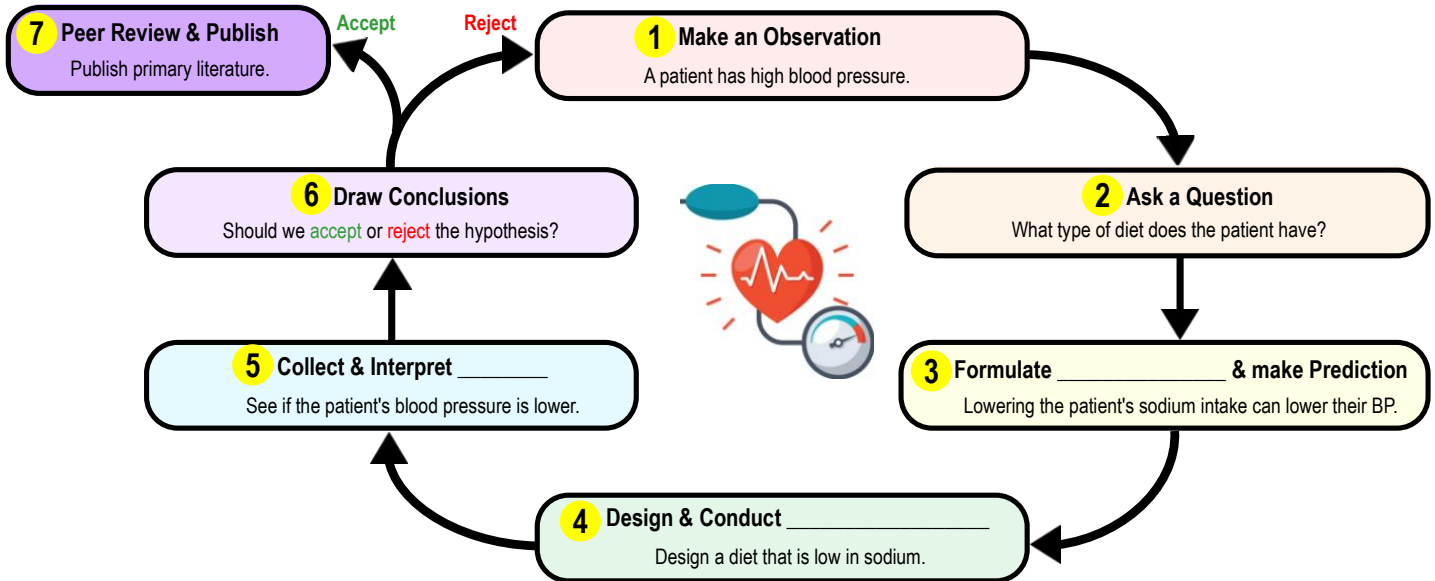 7 Peer Review & Publish
Publish primary literature.
Accept
Reject
1 Make an Observation
A patient has high blood pressure.
2 Ask a Question
What type of diet does the patient have?
3 Formulate _______________ & make Prediction
Lowering the patient's sodium intake can lower their BP.
4 Design & Conduct __________________
Design a diet that is low in sodium.
5 Collect & Interpret ________
See if the patient's blood pressure is lower.
6 Draw Conclusions
Should we accept or reject the hypothesis?